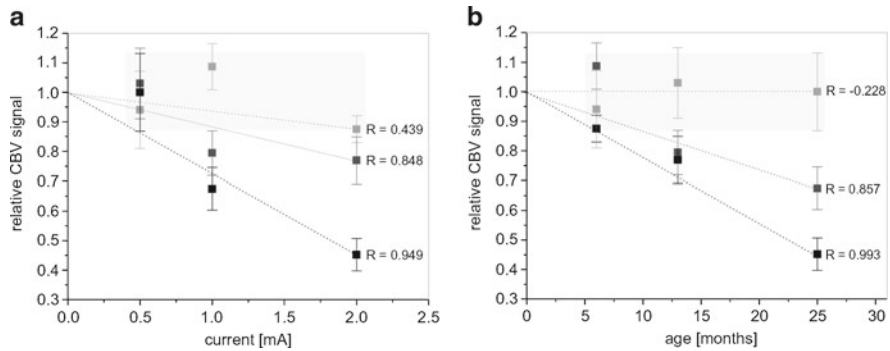 a
relative CBV signal
1.2
1.1
1.0
0.9
0.8
0.7
0.6
0.5
0.4
0.3
R = 0.439
R = 0.848
R = 0.949
0.0 0.5 1.0 1.5 2.0 2.5
current [mA]
b
relative CBV signal
1.2
1.1
1.0
0.9
0.8
0.7
0.6
0.5
0.4
0.3
R = -0.228
R = 0.857
R = 0.993
0 5 10 15 20 25 30
age [months]